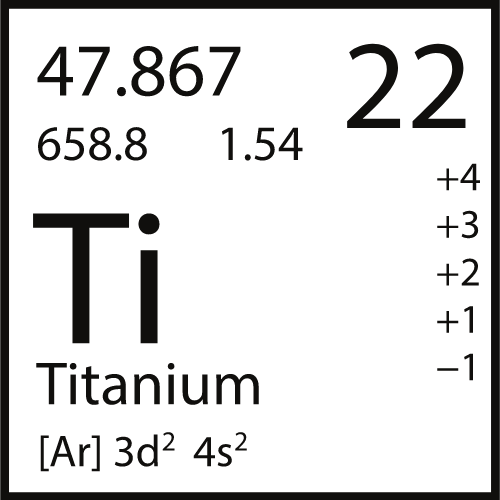 47.867 22
658.8 1.54
+4
+3
Ti
+2
+1
−1
Titanium
[Ar] 3d² 4s²